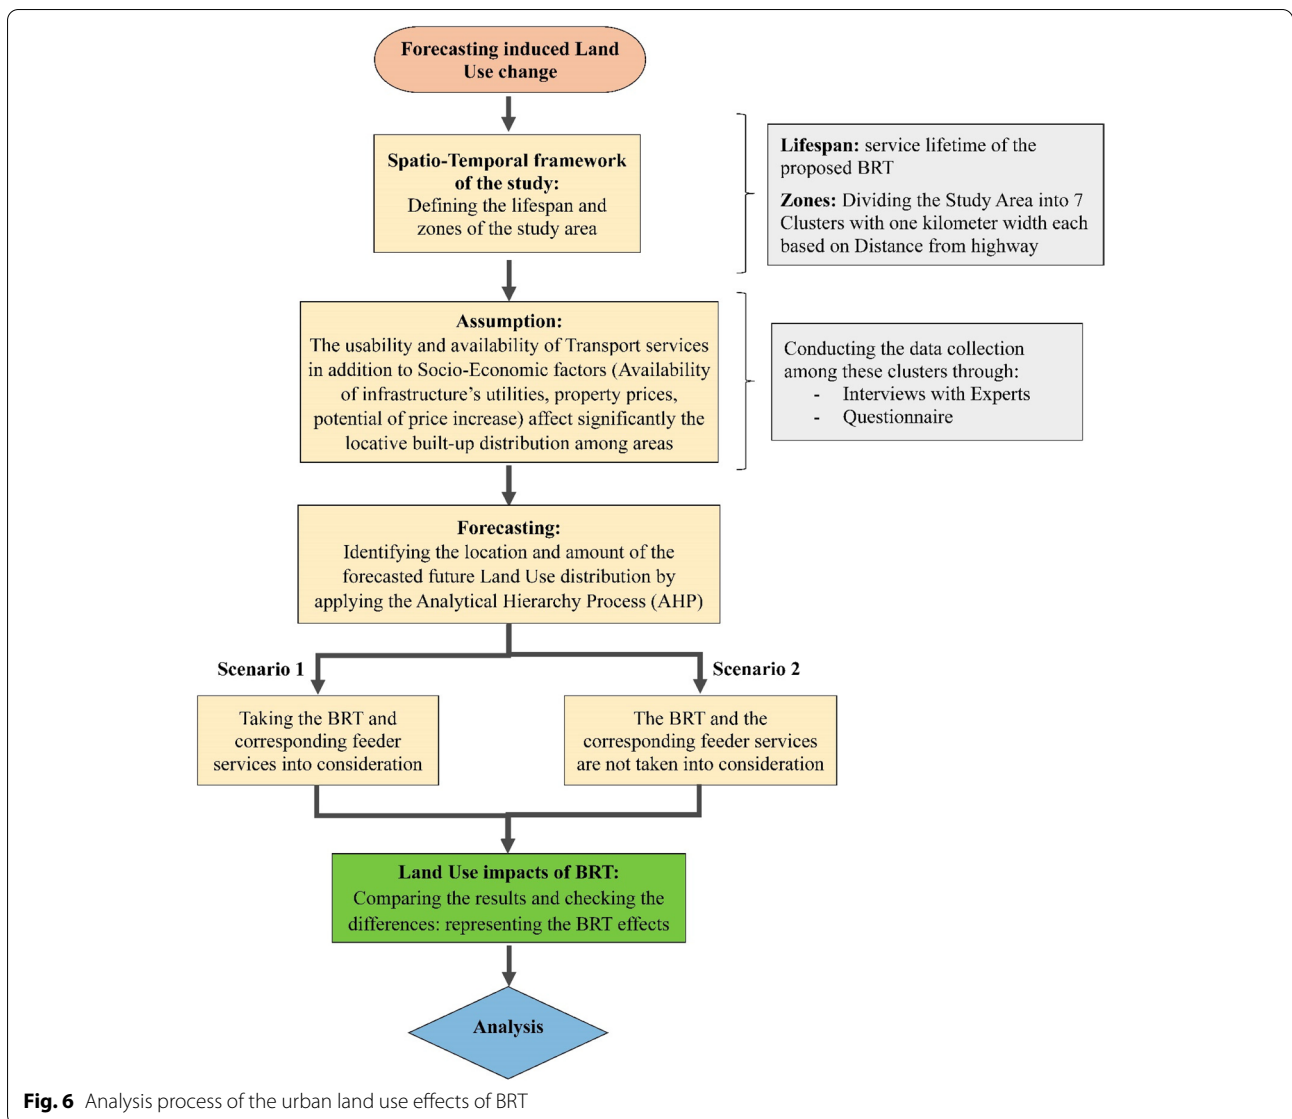 Forecasting induced Land
Use change
Spatio-Temporal framework
of the study:
Defining the lifespan and
zones of the study area
Lifespan: service lifetime of the
proposed BRT
Zones: Dividing the Study Area into 7
Clusters with one kilometer width each
based on Distance from highway
Assumption:
The usability and availability of Transport services
in addition to Socio-Economic factors (Availability
of infrastructure's utilities, property prices,
potential of price increase) affect significantly the
locative built-up distribution among areas
Conducting the data collection
among these clusters through:
- Interviews with Experts
- Questionnaire
Forecasting:
Identifying the location and amount of the
forecasted future Land Use distribution by
applying the Analytical Hierarchy Process (AHP)
Scenario 1
Scenario 2
Taking the BRT and
corresponding feeder
services into consideration
The BRT and the
corresponding feeder services
are not taken into consideration
Land Use impacts of BRT:
Comparing the results and checking the
differences: representing the BRT effects
Analysis
Fig. 6 Analysis process of the urban land use effects of BRT